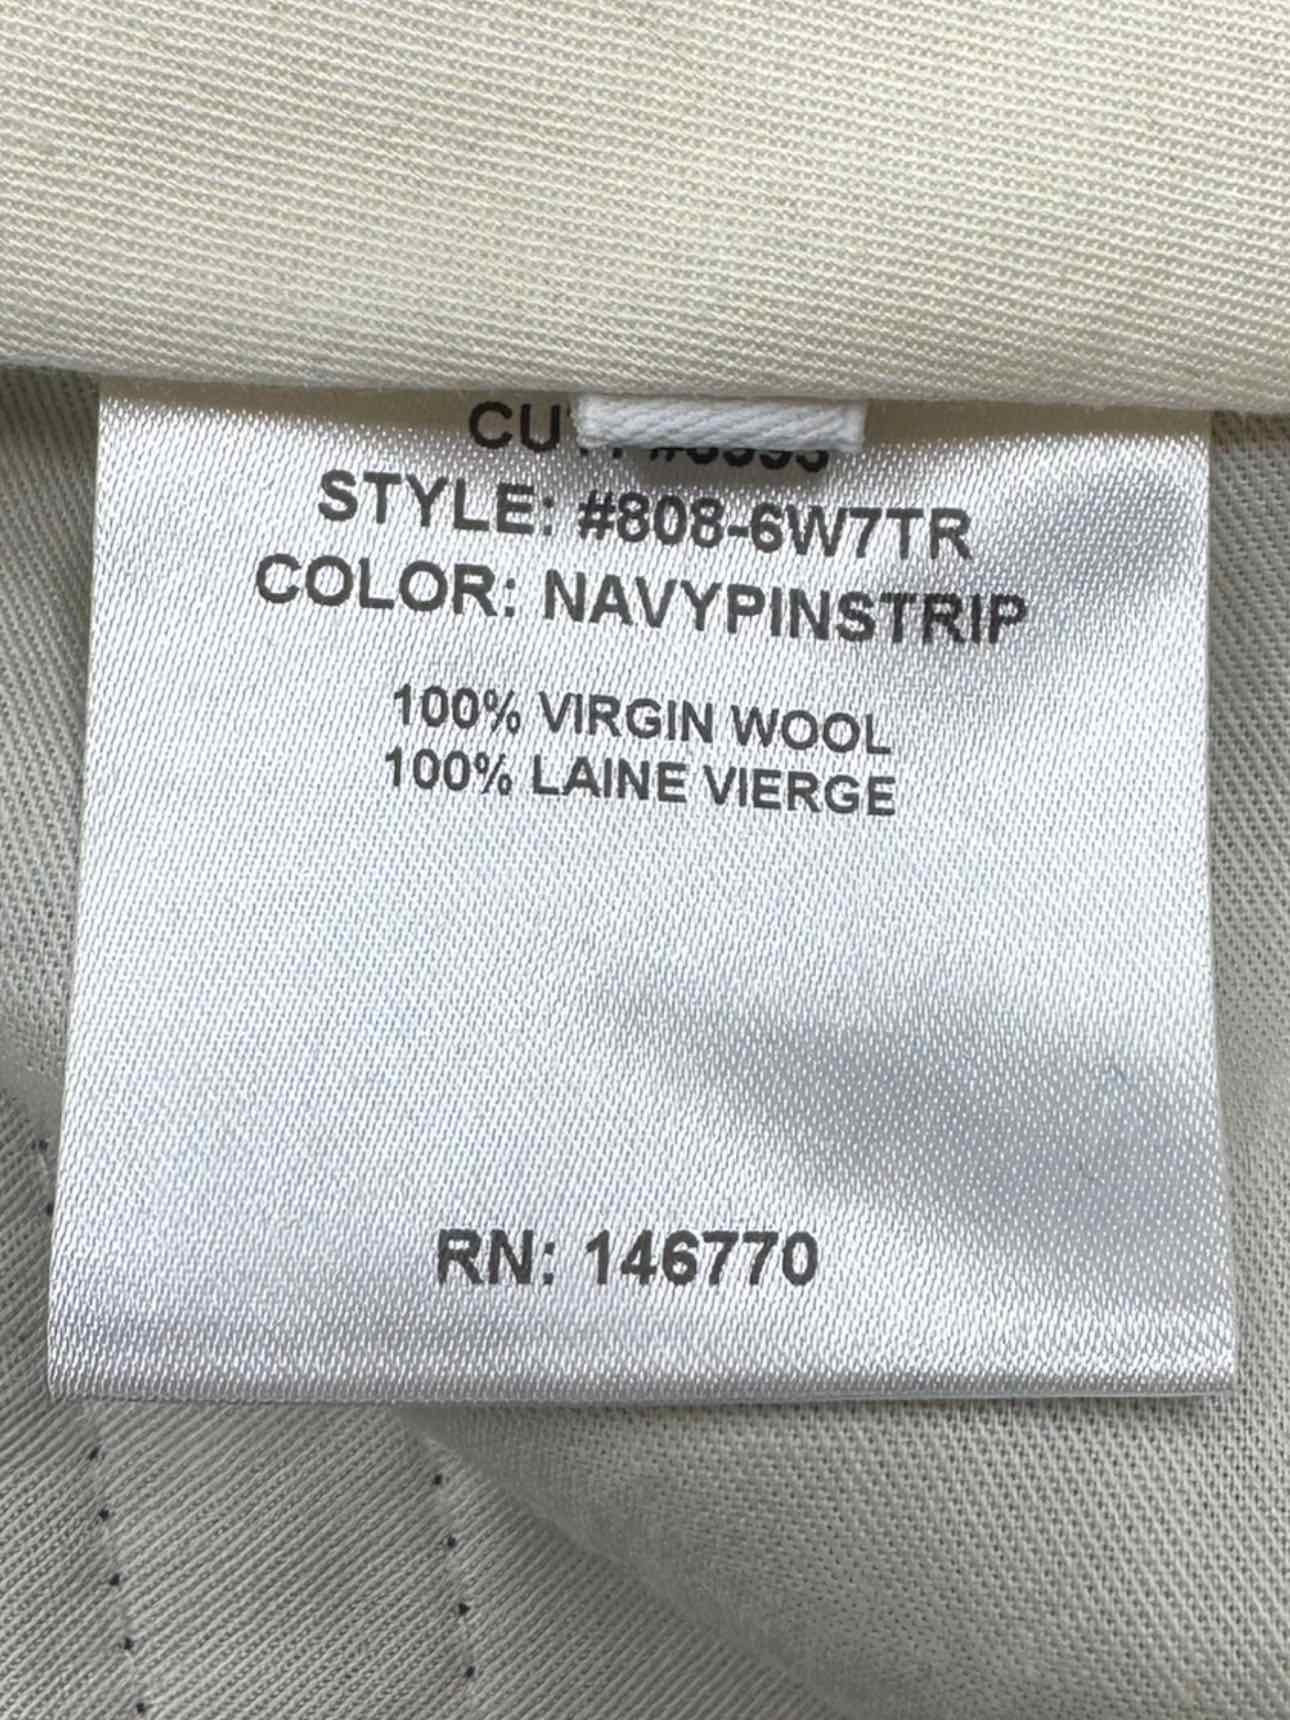 STYLE: #808-6W7TR
COLOR: NAVYPINSTRIP
100% VIRGIN WOOL
100% LAINE VIERGE
RN: 146770